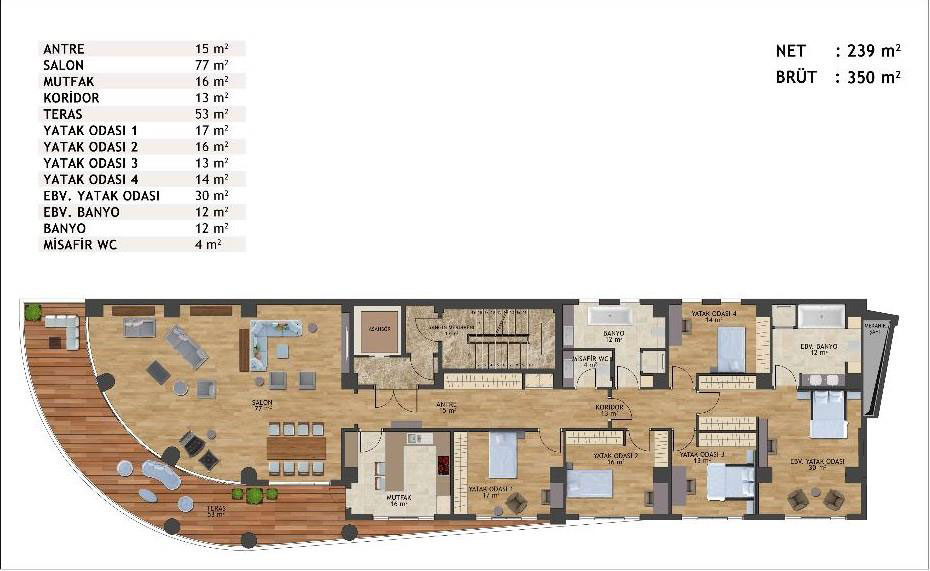 ANTRE 15 m²
SALON 77 m²
MUTFAK 16 m²
KORİDOR 13 m²
TERAS 53 m²
YATAK ODASI 1 17 m²
YATAK ODASI 2 16 m²
YATAK ODASI 3 13 m²
YATAK ODASI 4 14 m²
EBV. YATAK ODASI 30 m²
EBV. BANYO 12 m²
BANYO 12 m²
MİSAFİR WC 4 m²
NET : 239 m²
BRÜT : 350 m²
ASANSÖR
YANGIN MERDİVENİ
BANYO
12 m²
MİSAFİR WC
4 m²
YATAK ODASI 4
14 m²
EBV. BANYO
12 m²
SALON
77 m²
ANTRE
15 m²
KORİDOR
13 m²
MUTFAK
16 m²
YATAK ODASI 1
17 m²
YATAK ODASI 2
16 m²
YATAK ODASI 3
13 m²
EBV. YATAK ODASI
30 m²
TERAS
53 m²